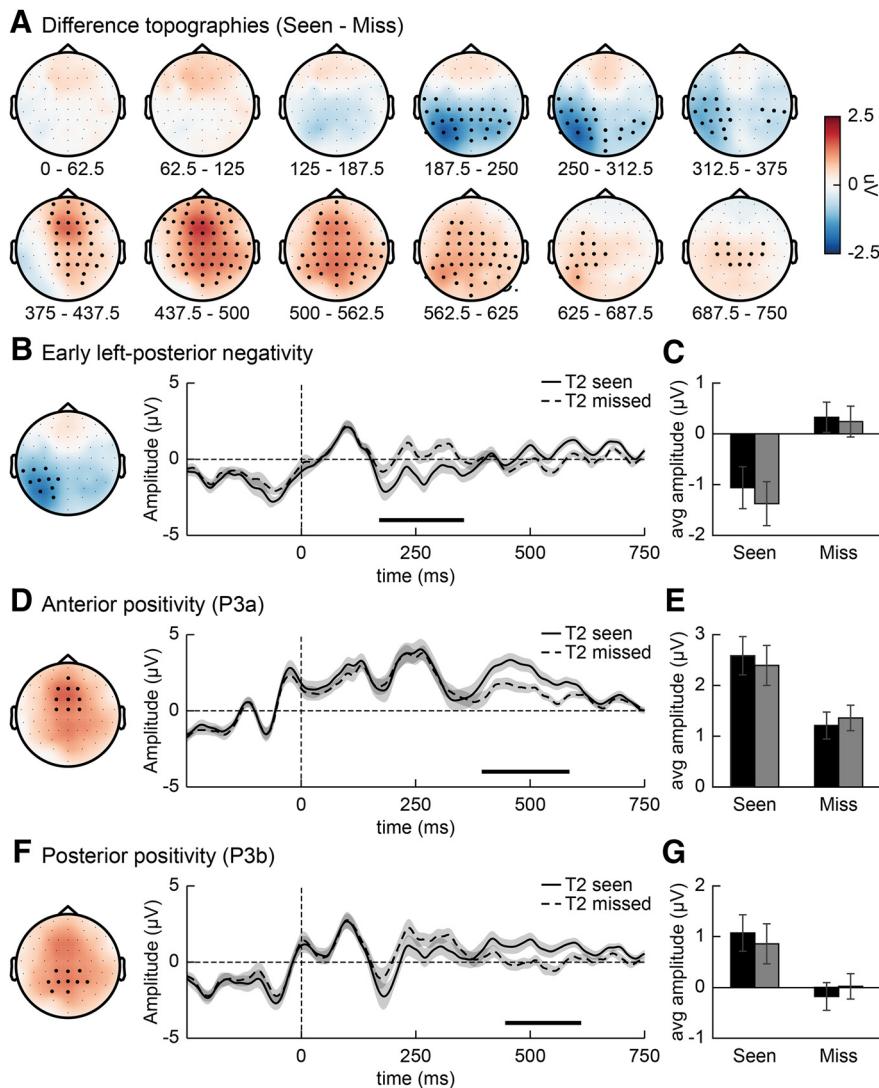 A Difference topographies (Seen - Miss)
0 - 62.5 62.5 - 125 125 - 187.5 187.5 - 250 250 - 312.5 312.5 - 375
2.5
0
-2.5
uV
375 - 437.5 437.5 - 500 500 - 562.5 562.5 - 625 625 - 687.5 687.5 - 750
B Early left-posterior negativity
Amplitude (µV)
5
0
-5
T2 seen
T2 missed
0 250 500 750
time (ms)
C
avg amplitude (µV)
1
0
-1
-2
Seen Miss
D Anterior positivity (P3a)
Amplitude (µV)
5
0
-5
T2 seen
T2 missed
0 250 500 750
time (ms)
E
avg amplitude (µV)
3
2
1
0
Seen Miss
F Posterior positivity (P3b)
Amplitude (µV)
5
0
-5
T2 seen
T2 missed
0 250 500 750
time (ms)
G
avg amplitude (µV)
2
1
0
-1
Seen Miss